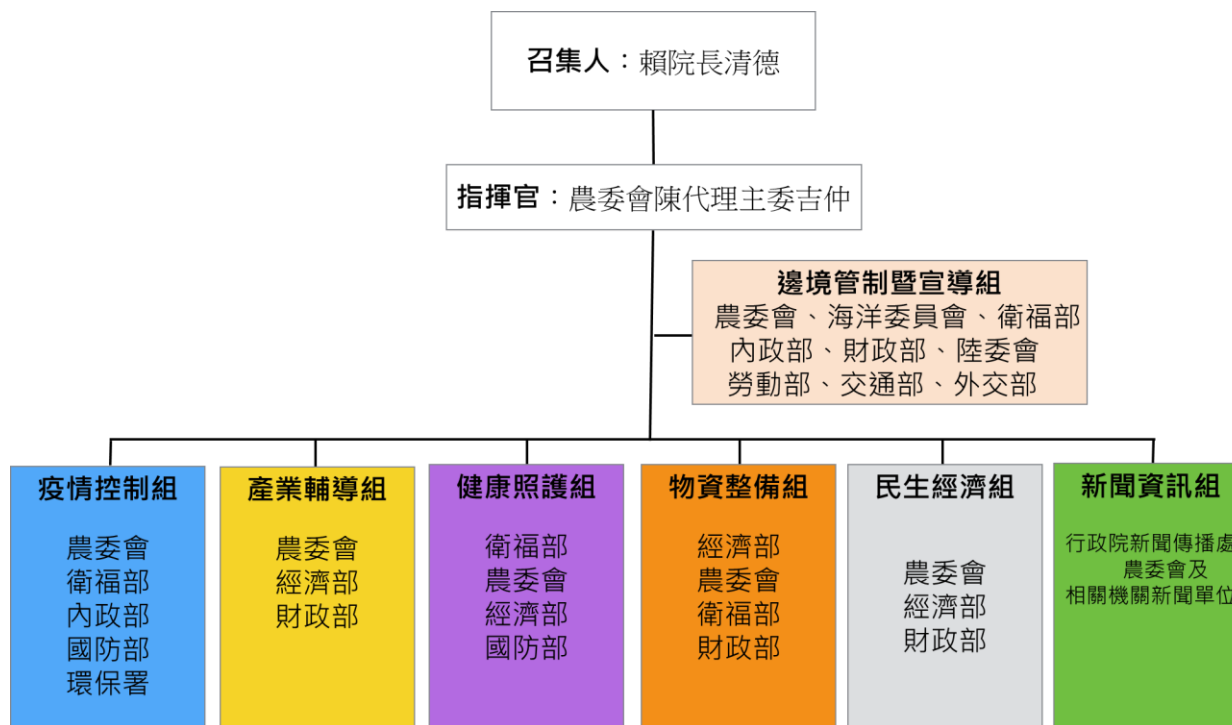 召集人：賴院長清德
指揮官：農委會陳代理主委吉仲
邊境管制暨宣導組
農委會、海洋委員會、衛福部
內政部、財政部、陸委會
勞動部、交通部、外交部
疫情控制組
農委會
衛福部
內政部
國防部
環保署
產業輔導組
農委會
經濟部
財政部
健康照護組
衛福部
農委會
經濟部
國防部
物資整備組
經濟部
農委會
衛福部
財政部
民生經濟組
農委會
經濟部
財政部
新聞資訊組
行政院新聞傳播處
農委會及
相關機關新聞單位